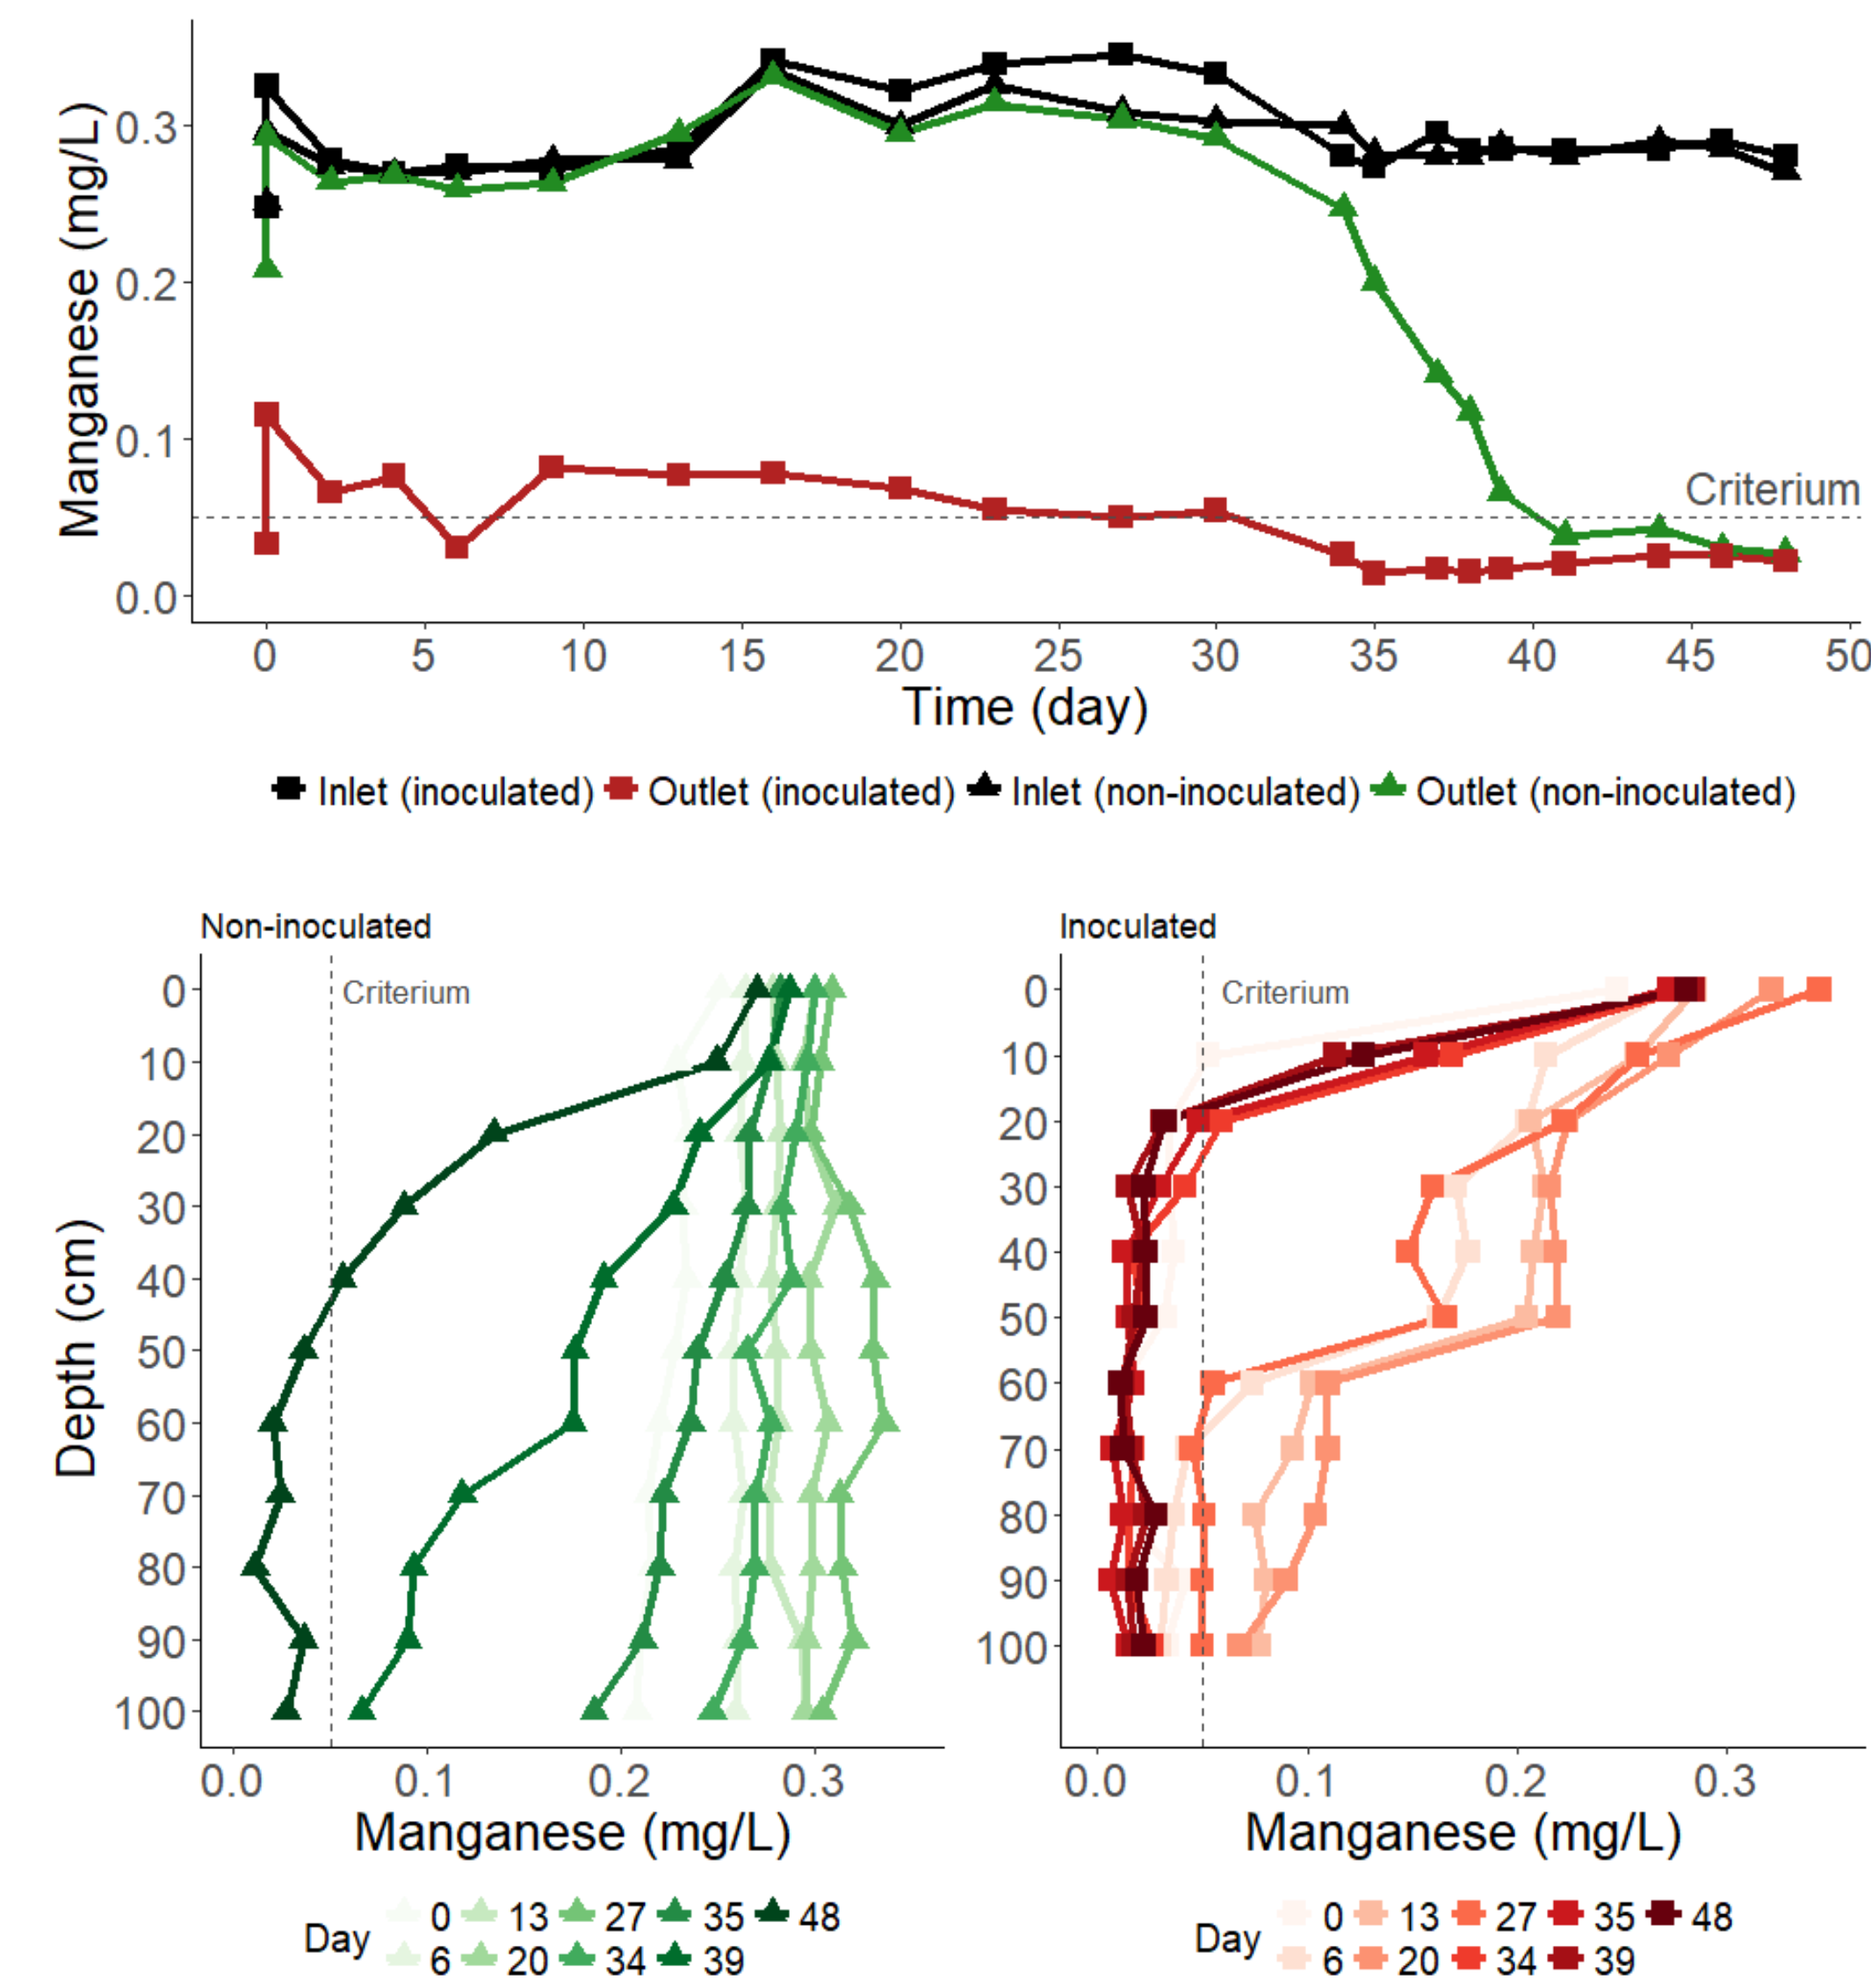 Manganese (mg/L)
0.3
0.2
0.1
0.0
Criterium
0 5 10 15 20 25 30 35 40 45 50
Time (day)
Inlet (inoculated) Outlet (inoculated) Inlet (non-inoculated) Outlet (non-inoculated)
Non-inoculated
Criterium
Depth (cm)
0
10
20
30
40
50
60
70
80
90
100
0.0 0.1 0.2 0.3
Manganese (mg/L)
Day
0 13 27 35 48
6 20 34 39
Inoculated
Criterium
0
10
20
30
40
50
60
70
80
90
100
0.0 0.1 0.2 0.3
Manganese (mg/L)
Day
0 13 27 35 48
6 20 34 39